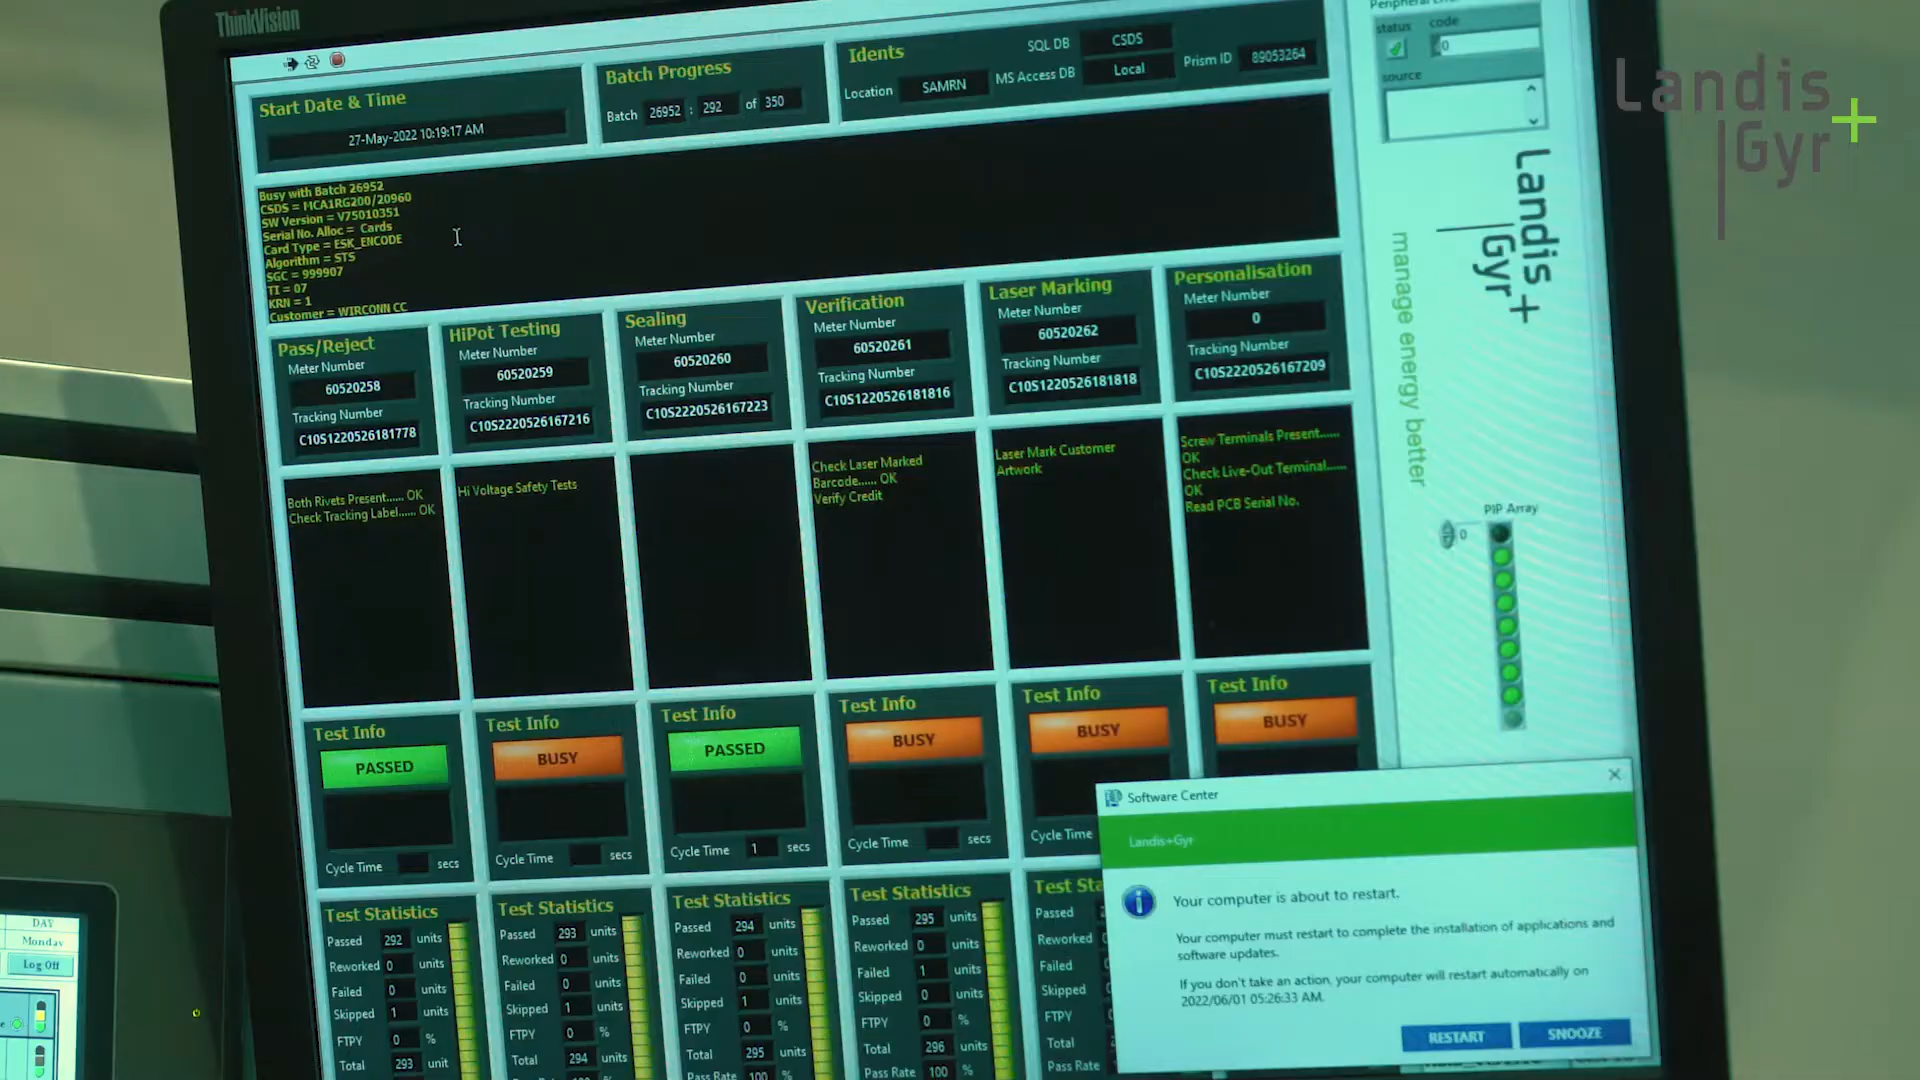 ThinkVision
Start Date & Time
27-May-2022 10:19:17 AM
Batch Progress
Batch 26952 : 292 of 350
Idents
SQL DB CSDS
Location SAMRN MS Access DB Local
Prism ID 89053264
status code
0
source
Landis
Gyr
Landis
Gyr
manage energy better
Busy with Batch 26952
CSDS = MCA1RG200/20960
SW Version = V75010351
Serial No. Alloc = Cards
Card Type = ESK_ENCODE
Algorithm = STS
SGC = 999907
TI = 07
KRN = 1
Customer = WIRCONN CC
Pass/Reject
Meter Number
60520258
Tracking Number
C10S1220526181778
Both Rivets Present...... OK
Check Tracking Label...... OK
Test Info
PASSED
Cycle Time secs
Test Statistics
Passed 292 units
Reworked 0 units
Failed 0 units
Skipped 1 units
FTPY 0 %
Total 293 unit
HiPot Testing
Meter Number
60520259
Tracking Number
C10S2220526167216
Hi Voltage Safety Tests
Test Info
BUSY
Cycle Time secs
Test Statistics
Passed 293 units
Reworked 0 units
Failed 0 units
Skipped 1 units
FTPY 0 %
Total 294 units
Sealing
Meter Number
60520260
Tracking Number
C10S2220526167223
Test Info
PASSED
Cycle Time 1 secs
Test Statistics
Passed 294 units
Reworked 0 units
Failed 0 units
Skipped 1 units
FTPY 0 %
Total 295 units
Pass Rate 100 %
Verification
Meter Number
60520261
Tracking Number
C10S1220526181816
Check Laser Marked
Barcode...... OK
Verify Credit
Test Info
BUSY
Cycle Time secs
Test Statistics
Passed 295 units
Reworked 0 units
Failed 1 units
Skipped 0 units
FTPY 0 %
Total 296 units
Pass Rate 100 %
Laser Marking
Meter Number
60520262
Tracking Number
C10S1220526181818
Laser Mark Customer
Artwork
Test Info
BUSY
Cycle Time
Passed
Reworked
Failed
Skipped
FTPY
Total
Personalisation
Meter Number
0
Tracking Number
C10S2220526167209
Screw Terminals Present......
OK
Check Live-Out Terminal......
OK
Read PCB Serial No.
Test Info
BUSY
PIP Array
0
Software Center
Landis+Gyr
Your computer is about to restart.
Your computer must restart to complete the installation of applications and
software updates.
If you don't take an action, your computer will restart automatically on
2022/06/01 05:26:33 AM.
RESTART SNOOZE
DAY
Monday
Log Off